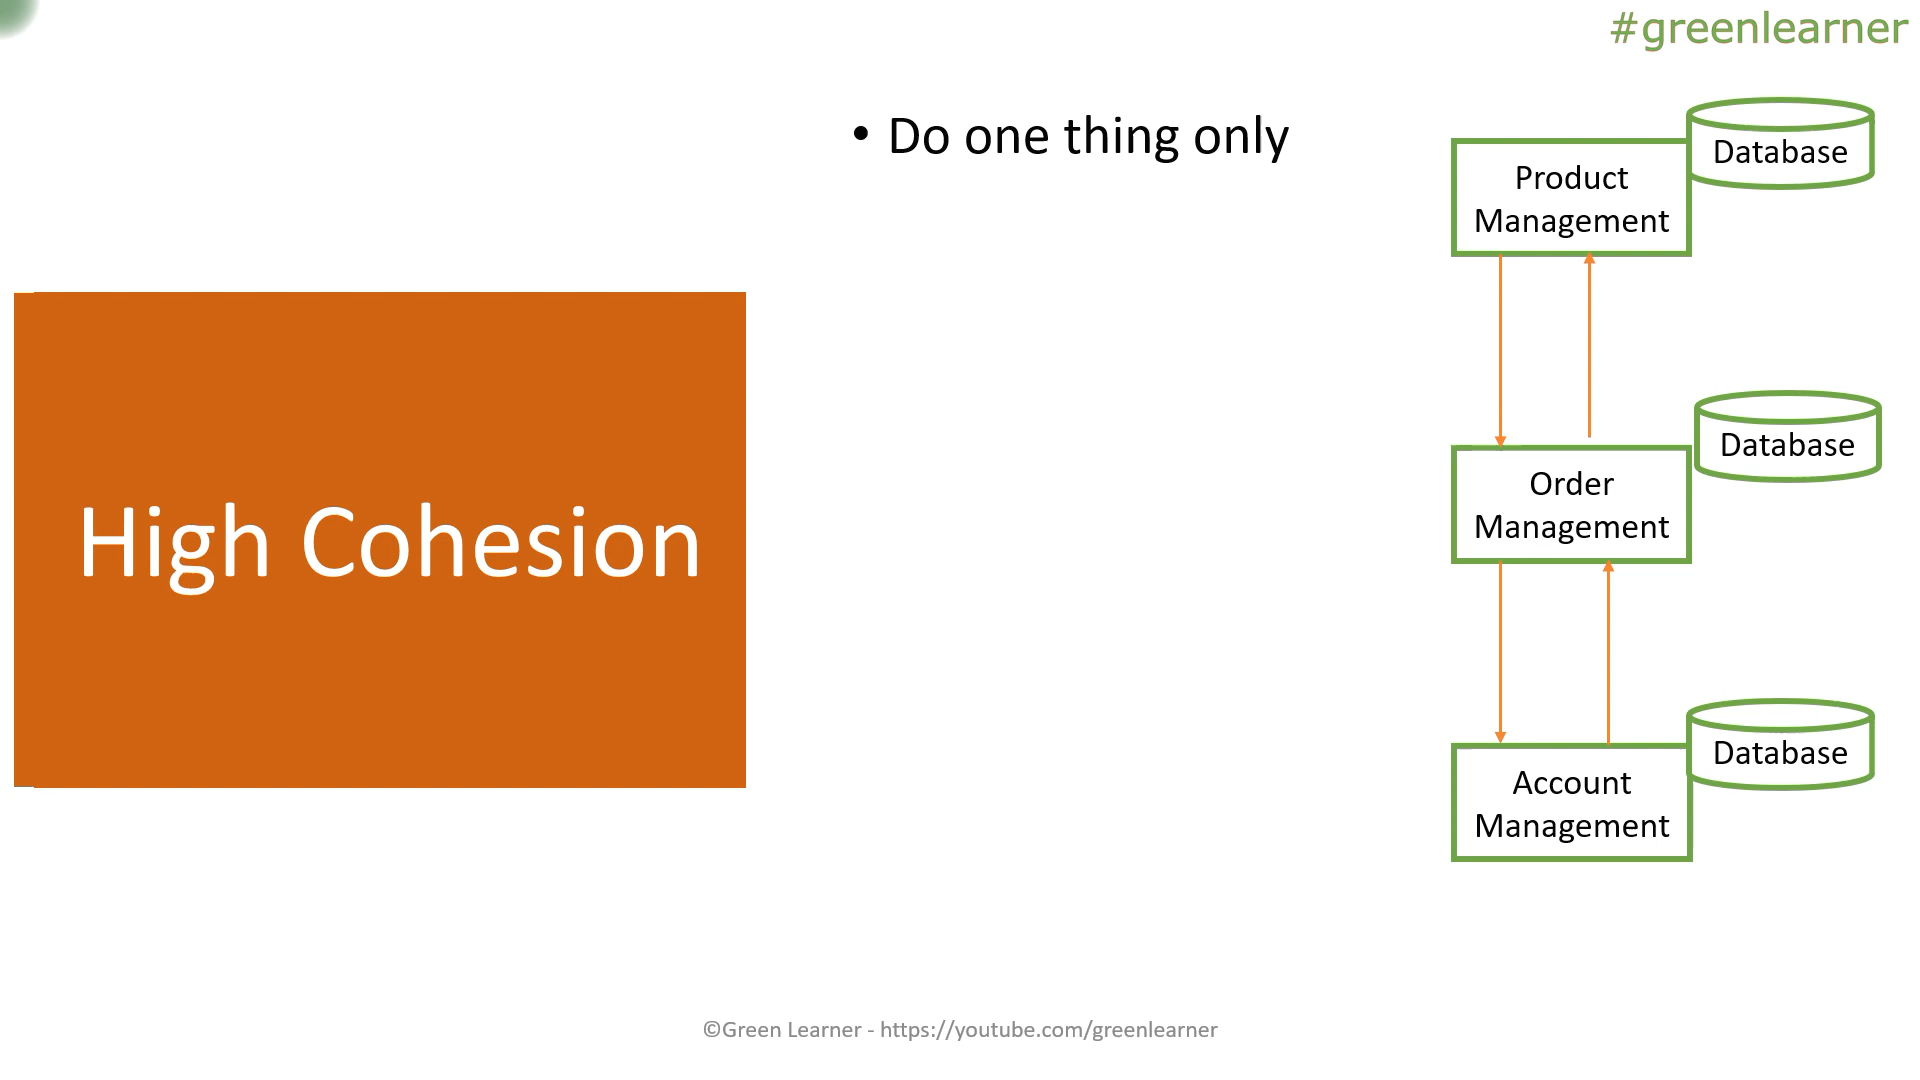 #greenlearner
• Do one thing only
High Cohesion
Product
Management
Database
Order
Management
Database
Account
Management
Database
©Green Learner - https://youtube.com/greenlearner